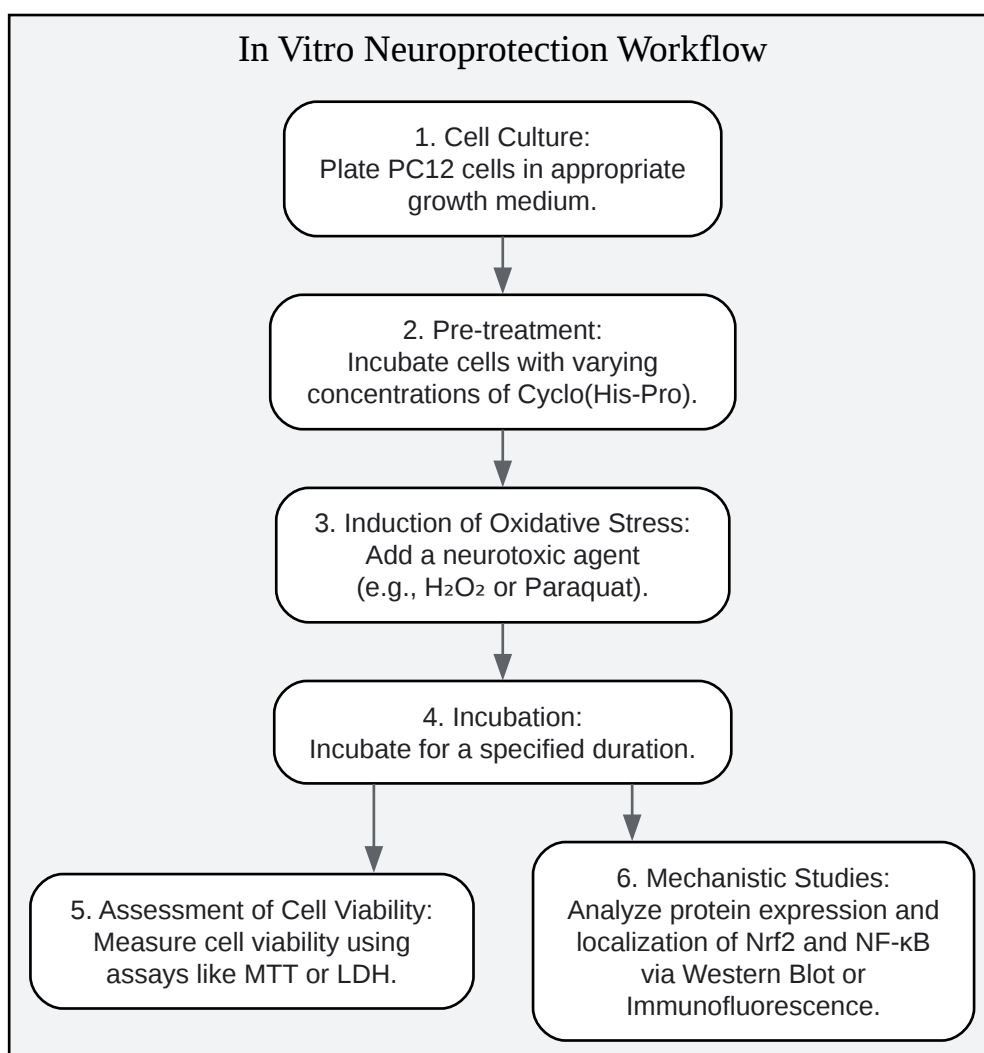 In Vitro Neuroprotection Workflow
1. Cell Culture:
Plate PC12 cells in appropriate
growth medium.
2. Pre-treatment:
Incubate cells with varying
concentrations of Cyclo(His-Pro).
3. Induction of Oxidative Stress:
Add a neurotoxic agent
(e.g., H₂O₂ or Paraquat).
4. Incubation:
Incubate for a specified duration.
5. Assessment of Cell Viability:
Measure cell viability using
assays like MTT or LDH.
6. Mechanistic Studies:
Analyze protein expression and
localization of Nrf2 and NF-κB
via Western Blot or
Immunofluorescence.